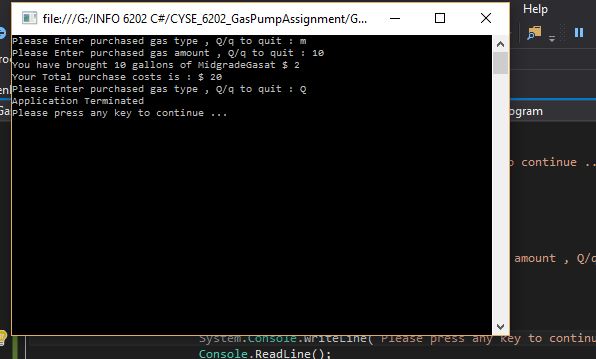 file:///G:/INFO 6202 C#/CYSE_6202_GasPumpAssignment/G...
Help
Please Enter purchased gas type , Q/q to quit : m
Please Enter purchased gas amount , Q/q to quit : 10
You have brought 10 gallons of MidgradeGasat $ 2
Your Total purchase costs is : $ 20
Please Enter purchased gas type , Q/q to quit : Q
Application Terminated
Please press any key to continue ...
ogram
o continue ..
amount , Q/q
System.Console.WriteLine( Please press any key to continu
Console.ReadLine();